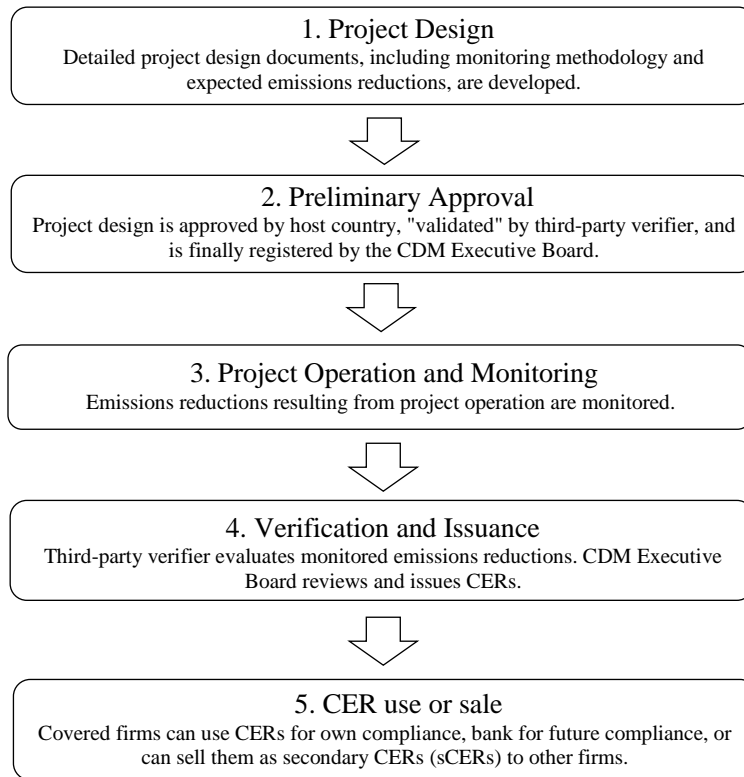 1. Project Design
Detailed project design documents, including monitoring methodology and
expected emissions reductions, are developed.
2. Preliminary Approval
Project design is approved by host country, "validated" by third-party verifier, and
is finally registered by the CDM Executive Board.
3. Project Operation and Monitoring
Emissions reductions resulting from project operation are monitored.
4. Verification and Issuance
Third-party verifier evaluates monitored emissions reductions. CDM Executive
Board reviews and issues CERs.
5. CER use or sale
Covered firms can use CERs for own compliance, bank for future compliance, or
can sell them as secondary CERs (sCERs) to other firms.